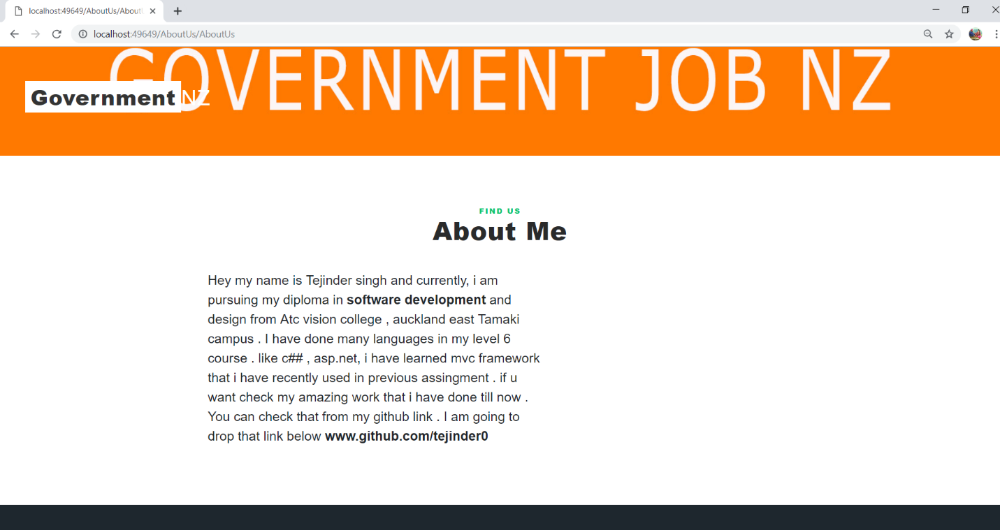 localhost:49649/AboutUs/About
localhost:49649/AboutUs/AboutUs
GOVERNMENT JOB NZ
Government NZ
FIND US
About Me
Hey my name is Tejinder singh and currently, i am
pursuing my diploma in software development and
design from Atc vision college , auckland east Tamaki
campus . I have done many languages in my level 6
course . like c## , asp.net, i have learned mvc framework
that i have recently used in previous assingment . if u
want check my amazing work that i have done till now .
You can check that from my github link . I am going to
drop that link below www.github.com/tejinder0